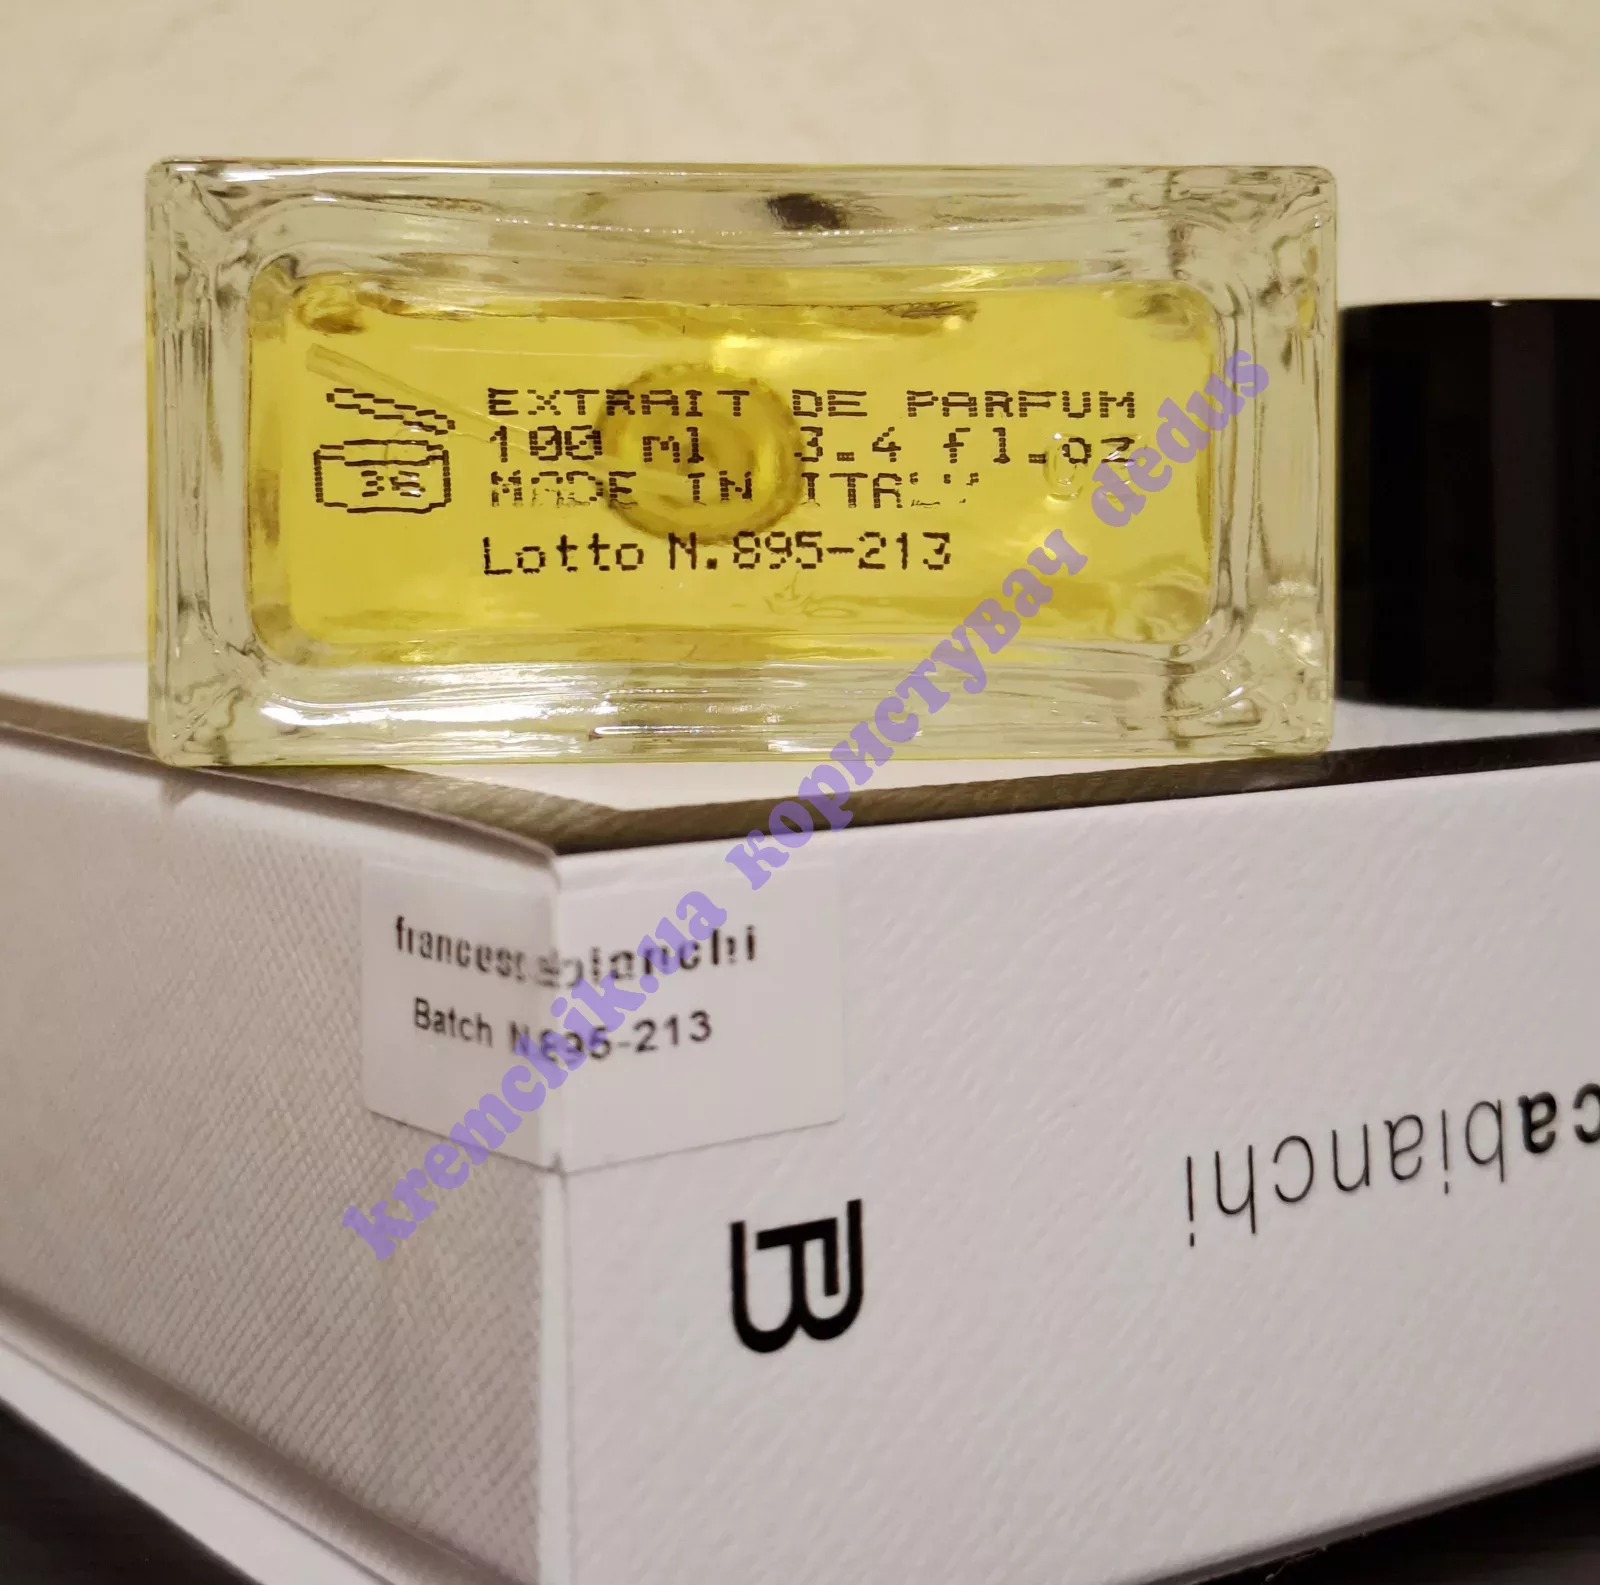 EXTRAIT DE PARFUM
100 ml 3.4 fl.oz
MADE IN ITALY
36
Lotto N.895-213
francescabianchi
Batch N.895-213
B
cabianchi
kremchik.ua користувач dedus